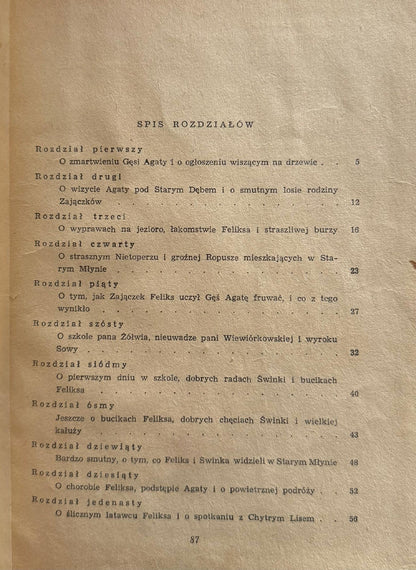 SPIS ROZDZIAŁÓW
Rozdział pierwszy
O zmartwieniu Gęsi Agaty i o ogłoszeniu wiszącym na drzewie . . 5
Rozdział drugi
O wizycie Agaty pod Starym Dębem i o smutnym losie rodziny
Zajączków . . . . . . . . . . . . 12
Rozdział trzeci
O wyprawach na jezioro, łakomstwie Feliksa i straszliwej burzy 16
Rozdział czwarty
O strasznym Nietoperzu i groźnej Ropusze mieszkających w Sta-
rym Młynie . . . . . . . . . . . . 23
Rozdział piąty
O tym, jak Zajączek Feliks uczył Gęś Agatę fruwać, i co z tego
wynikło . . . . . . . . . . . . . 27
Rozdział szósty
O szkole pana Żółwia, nieuwadze pani Wiewiórkowskiej i wyroku
Sowy . . . . . . . . . . . . . . 32
Rozdział siódmy
O pierwszym dniu w szkole, dobrych radach Świnki i bucikach
Feliksa . . . . . . . . . . . . . 40
Rozdział ósmy
Jeszcze o bucikach Feliksa, dobrych chęciach Świnki i wielkiej
kałuży . . . . . . . . . . . . . 43
Rozdział dziewiąty
Bardzo smutny, o tym, co Feliks i Świnka widzieli w Starym Młynie 48
Rozdział dziesiąty
O chorobie Feliksa, podstępie Agaty i o powietrznej podróży . . 52
Rozdział jedenasty
O ślicznym latawcu Feliksa i o spotkaniu z Chytrym Lisem . . 56
87